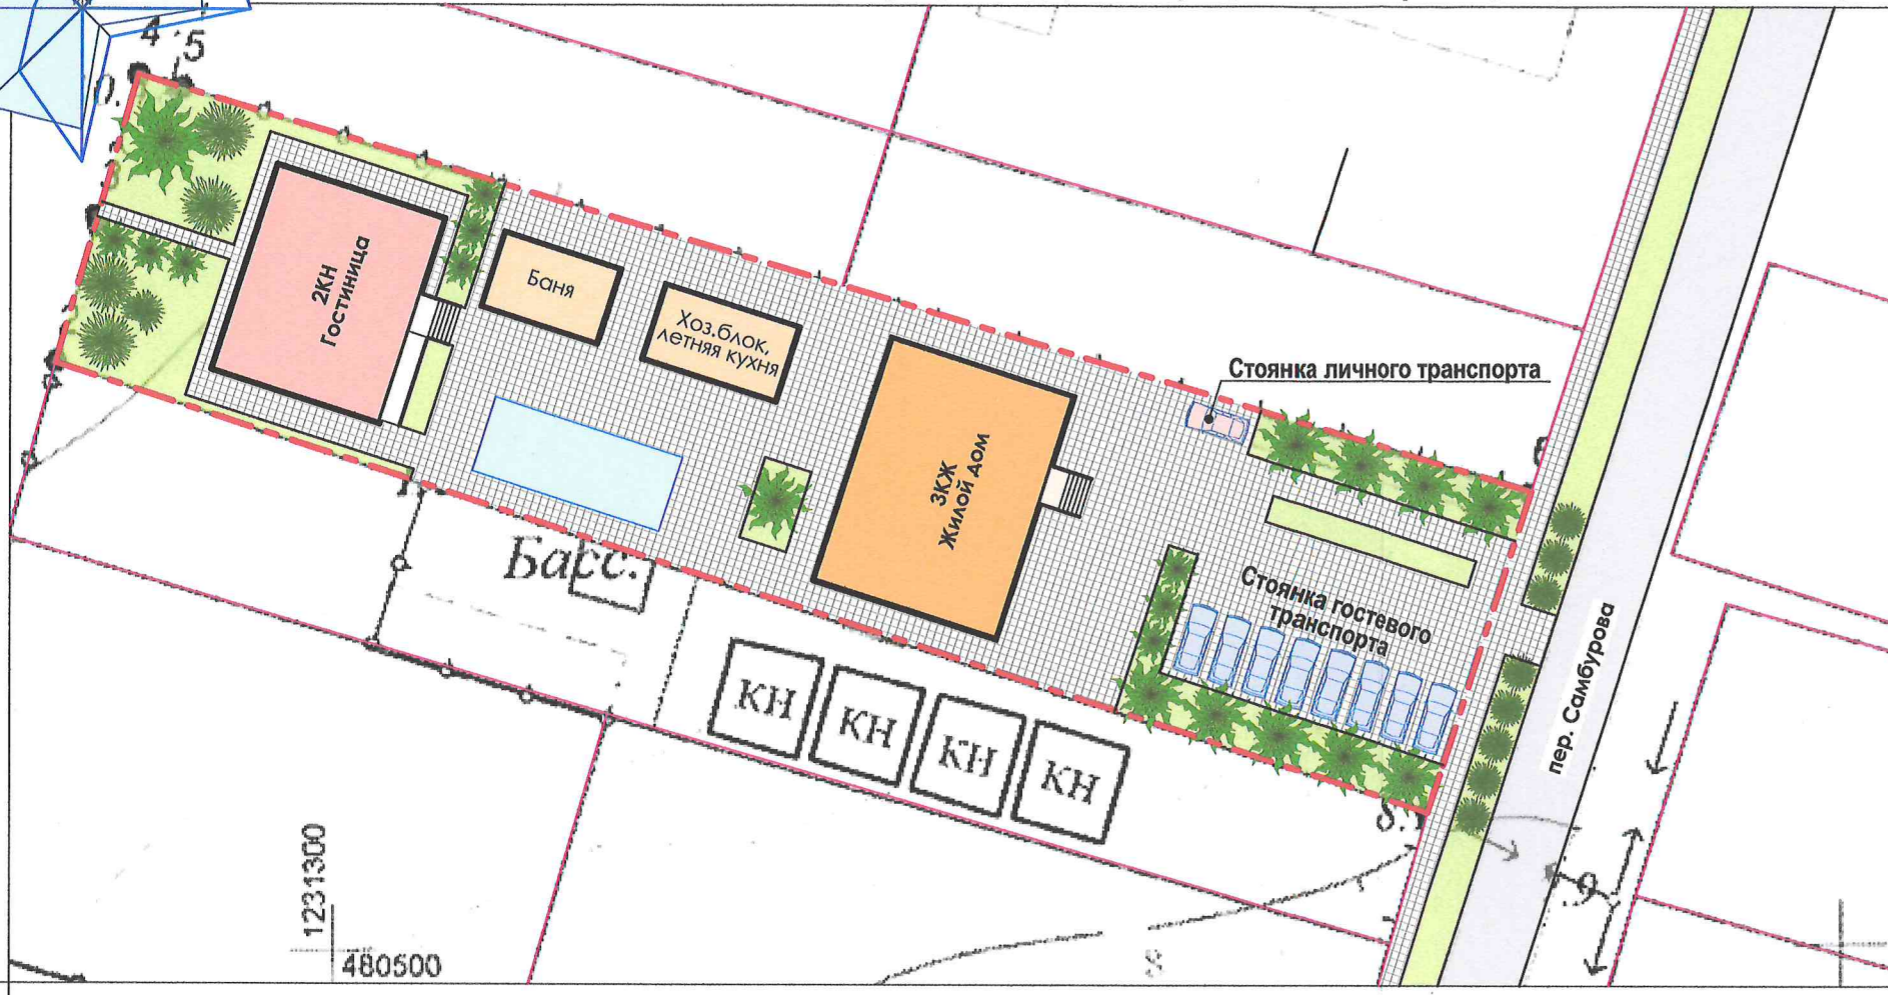 4
5
2КН
Гостиница
Баня
Хоз.блок,
летняя кухня
3КЖ
Жилой дом
Стоянка личного транспорта
Стоянка гостевого
транспорта
Басс.
КН
КН
КН
КН
пер. Самбурова
1231300
480500